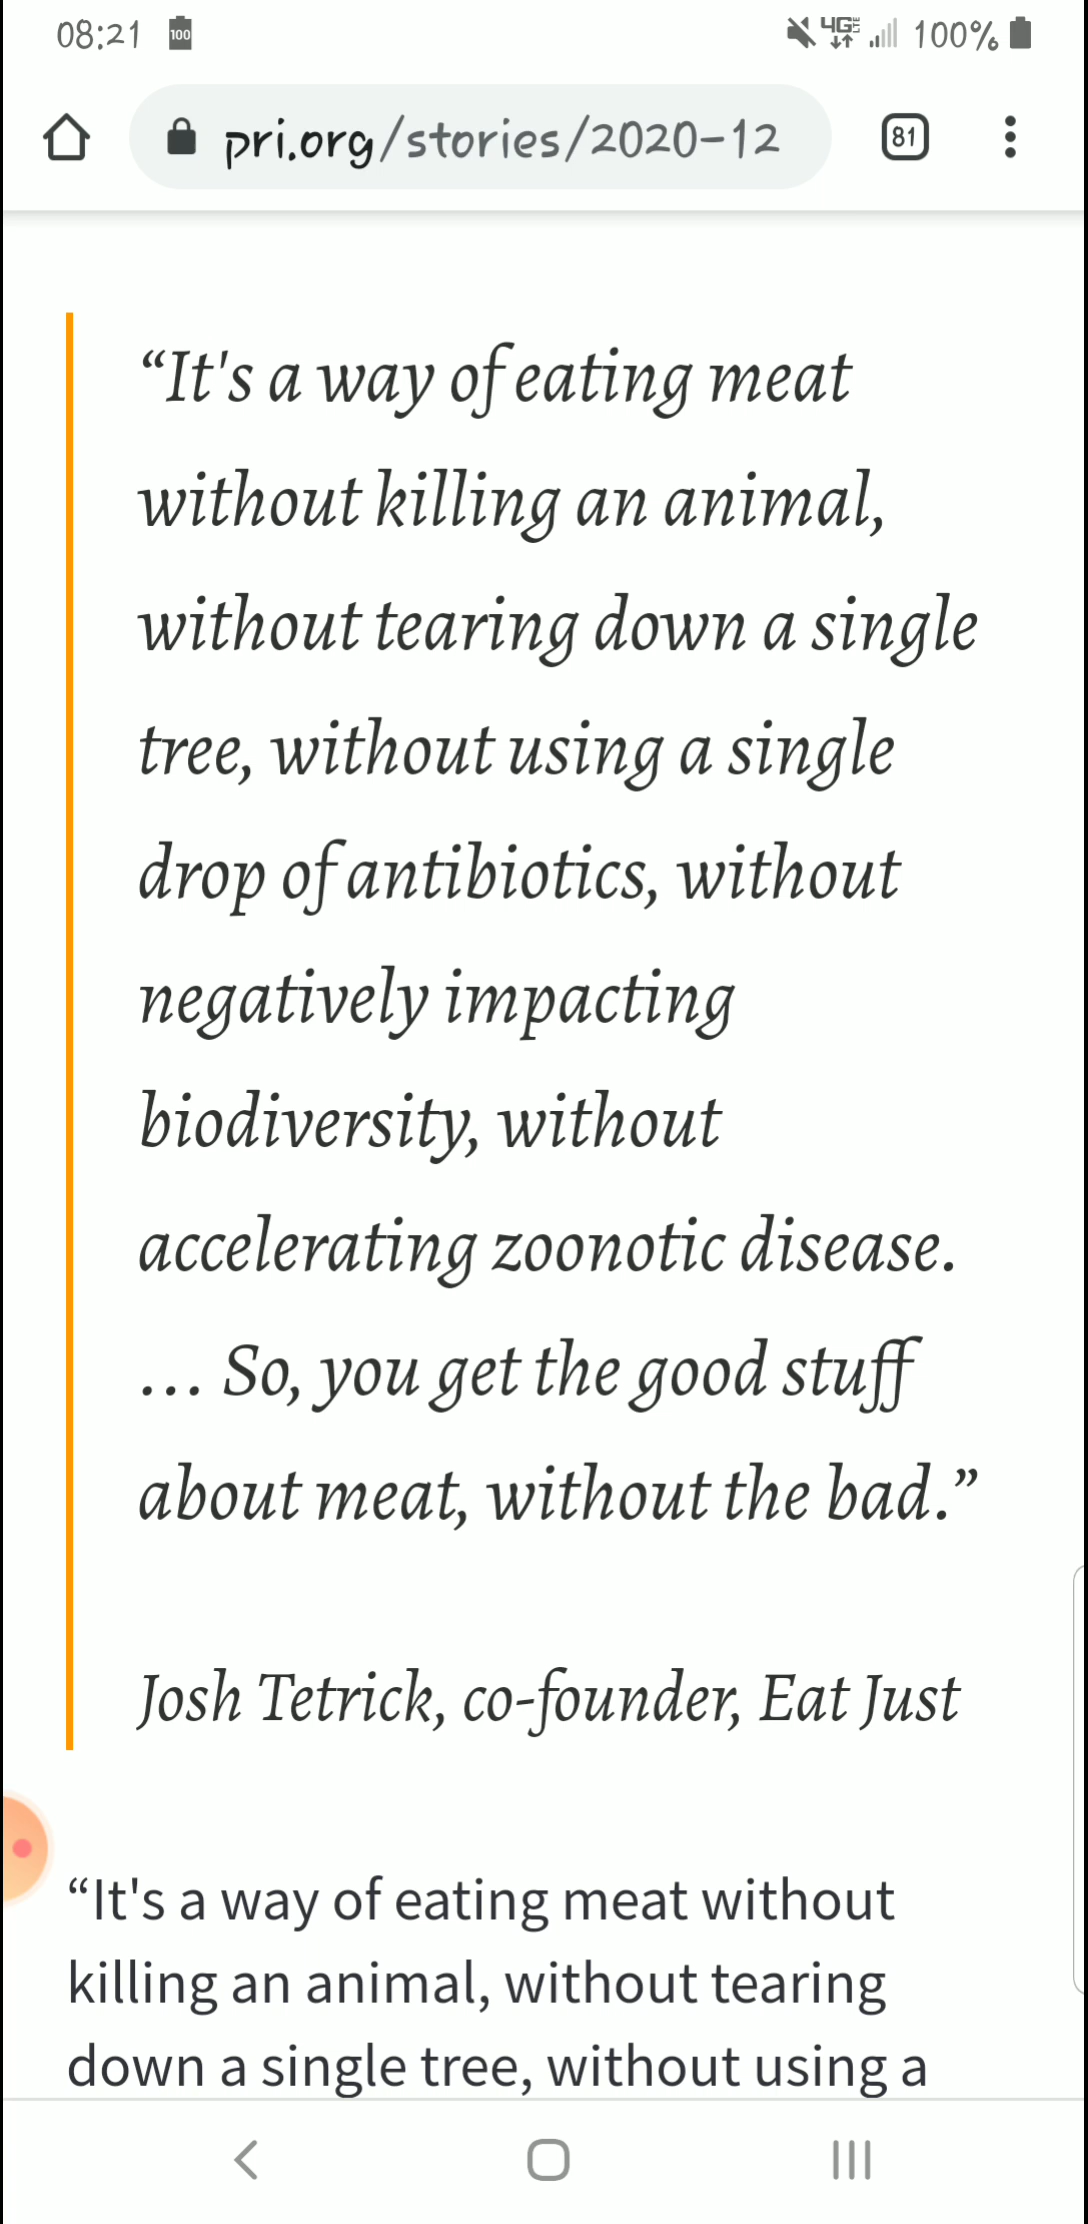 08:21 100 4G LTE 100%
pri.org/stories/2020-12 81
“It's a way of eating meat
without killing an animal,
without tearing down a single
tree, without using a single
drop of antibiotics, without
negatively impacting
biodiversity, without
accelerating zoonotic disease.
... So, you get the good stuff
about meat, without the bad.”
Josh Tetrick, co-founder, Eat Just
“It's a way of eating meat without
killing an animal, without tearing
down a single tree, without using a